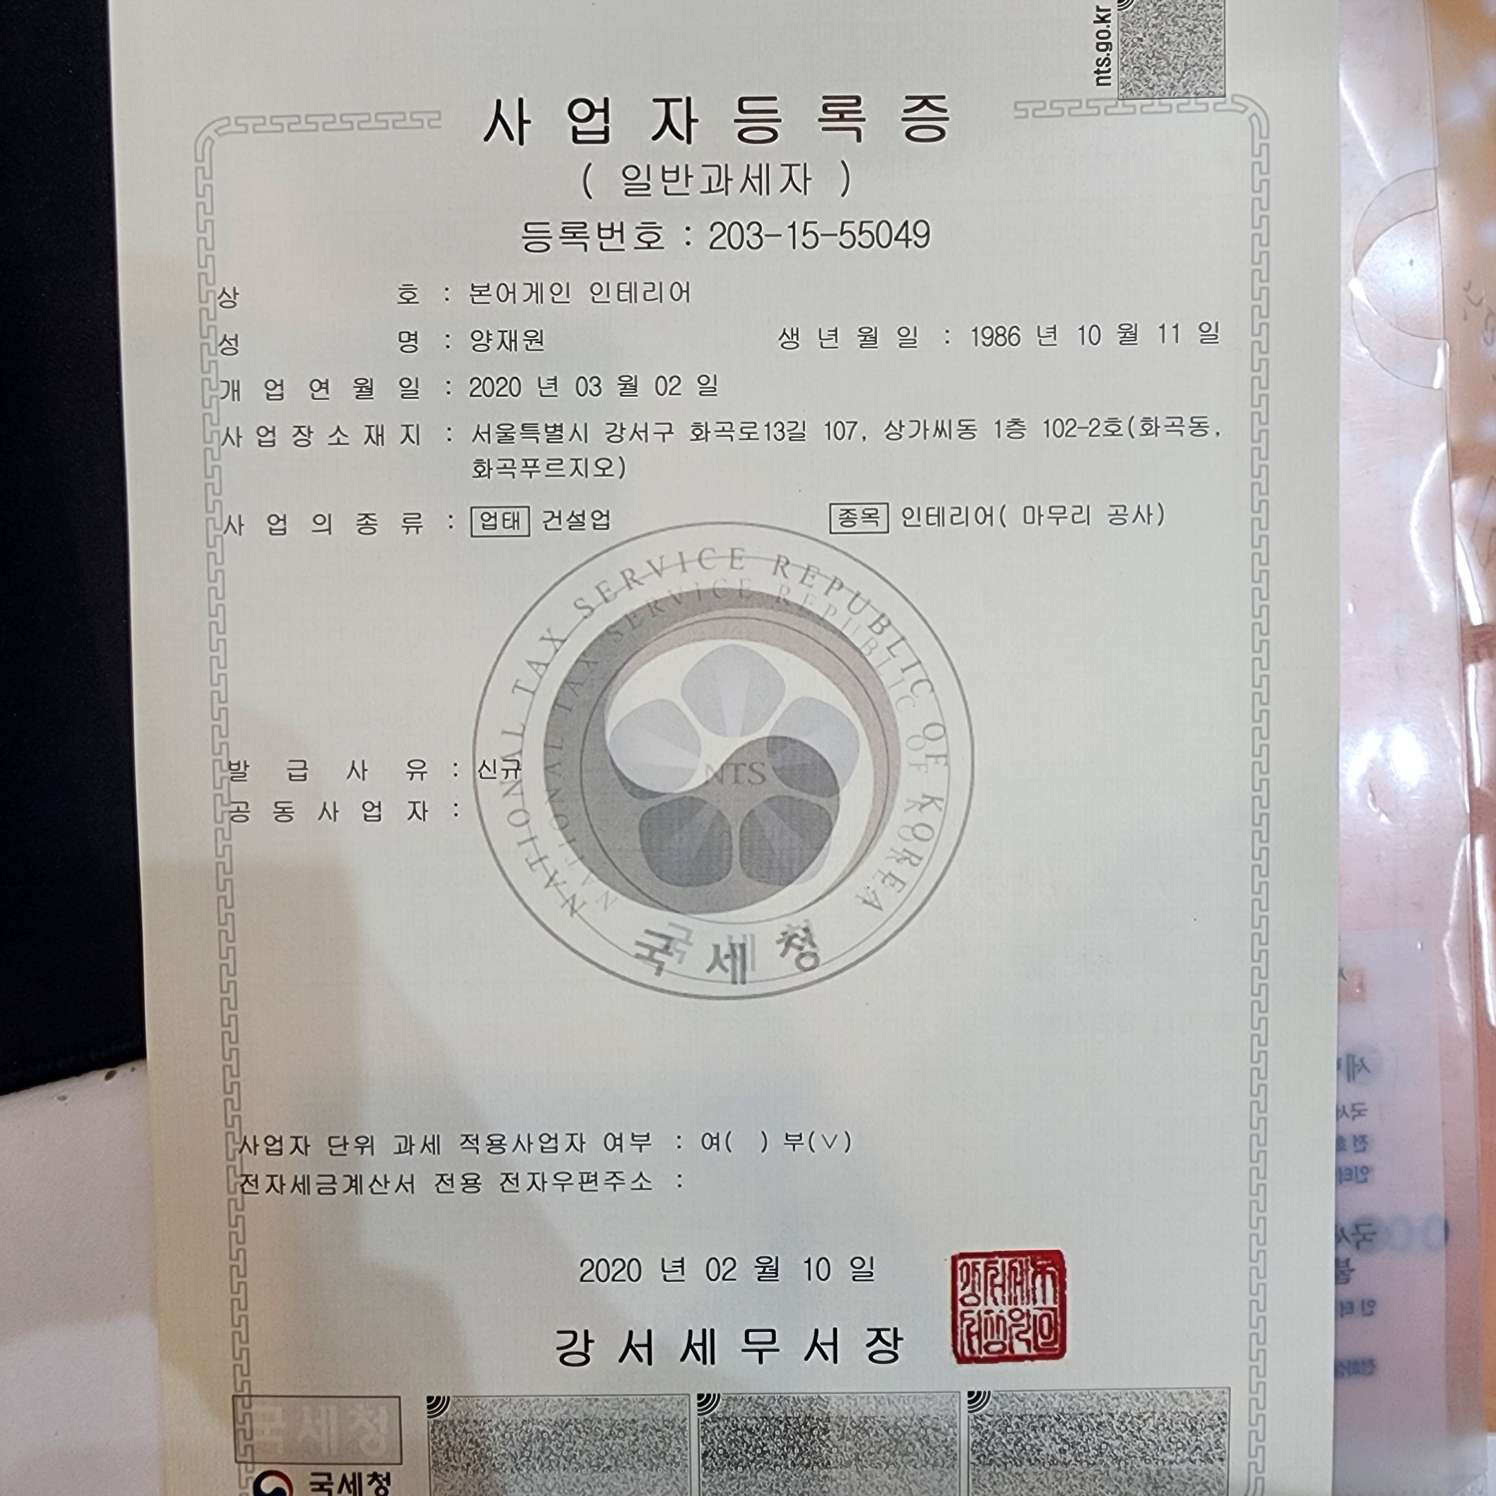 nts.go.kr
사업자등록증
( 일반과세자 )
등록번호 : 203-15-55049
상 호 : 본어게인 인테리어
성 명 : 양재원 생 년 월 일 : 1986 년 10 월 11 일
개 업 연 월 일 : 2020 년 03 월 02 일
사 업 장 소 재 지 : 서울특별시 강서구 화곡로13길 107, 상가씨동 1층 102-2호(화곡동,
화곡푸르지오)
사 업 의 종 류 : 업태 건설업 종목 인테리어( 마무리 공사)
NATIONAL TAX SERVICE REPUBLIC OF KOREA
NTS
국세청
발 급 사 유 : 신규
공 동 사 업 자 :
사업자 단위 과세 적용사업자 여부 : 여( ) 부(∨)
전자세금계산서 전용 전자우편주소 :
2020 년 02 월 10 일
강서세무서장
국세청
국세청